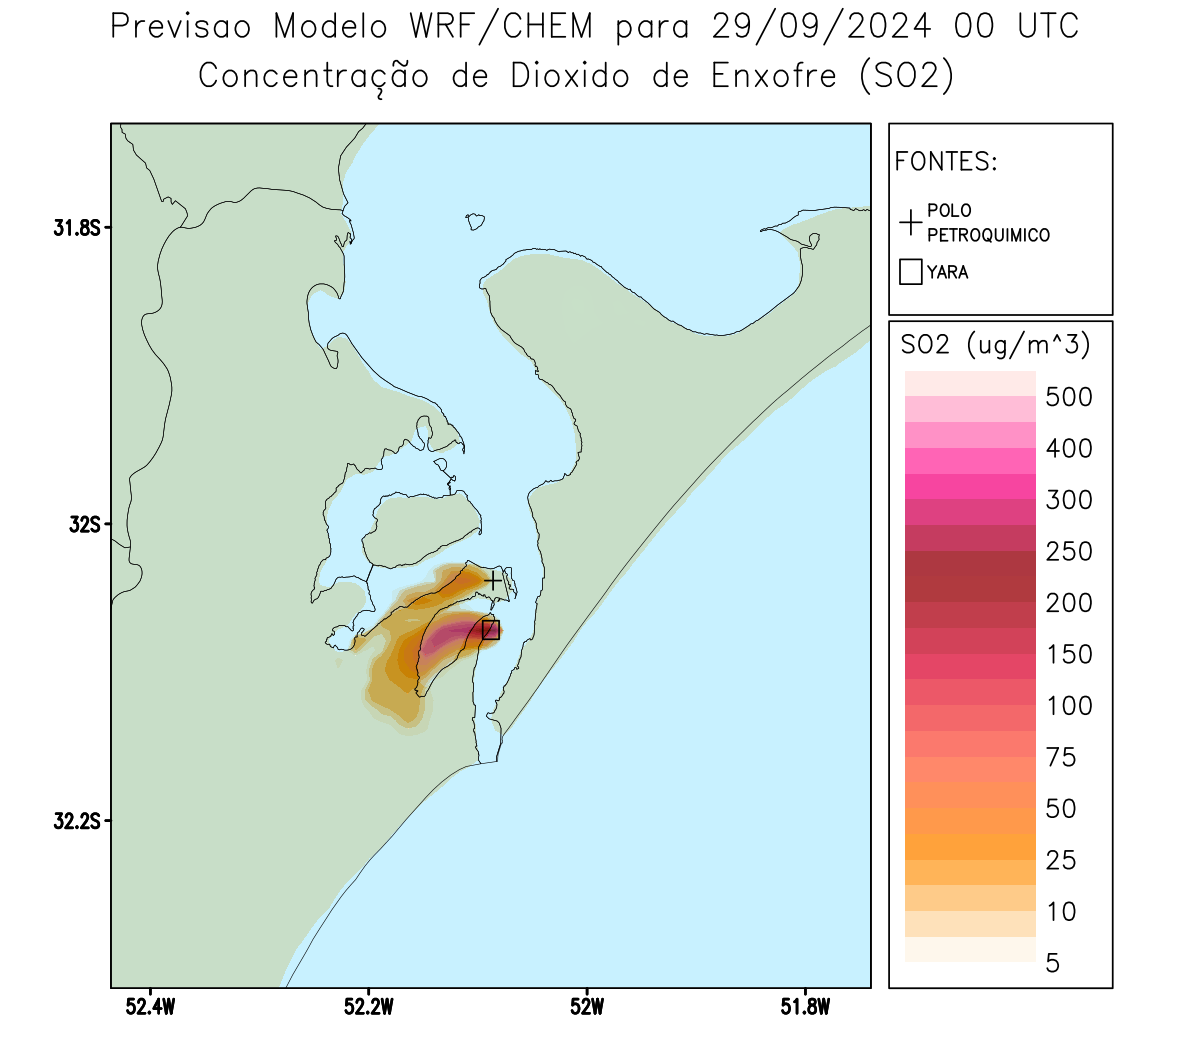 Previsao Modelo WRF/CHEM para 29/09/2024 00 UTC
Concentração de Dioxido de Enxofre (SO2)
FONTES:
POLO
PETROQUIMICO
YARA
31.8S
32S
32.2S
52.4W
52.2W
52W
51.8W
SO2 (ug/m^3)
500
400
300
250
200
150
100
75
50
25
10
5